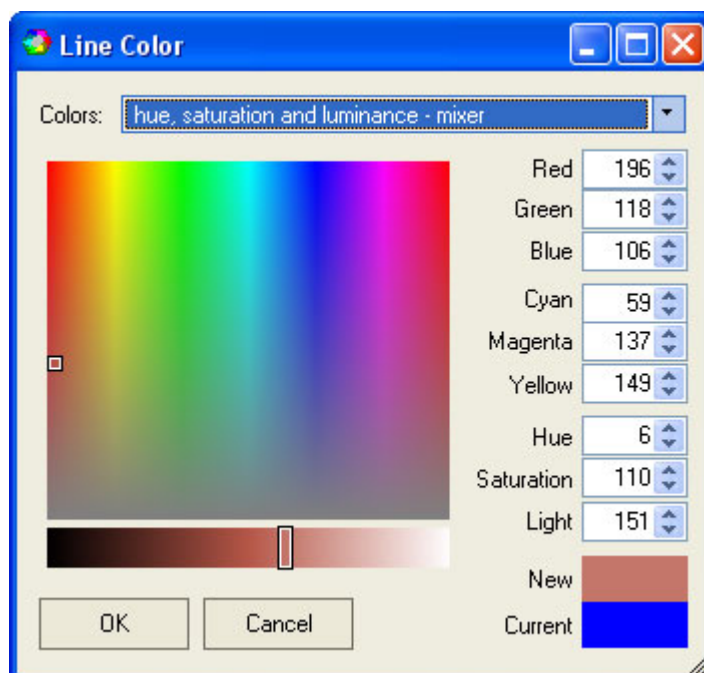 Line Color
Colors: hue, saturation and luminance - mixer
Red 196
Green 118
Blue 106
Cyan 59
Magenta 137
Yellow 149
Hue 6
Saturation 110
Light 151
New
Current
OK Cancel